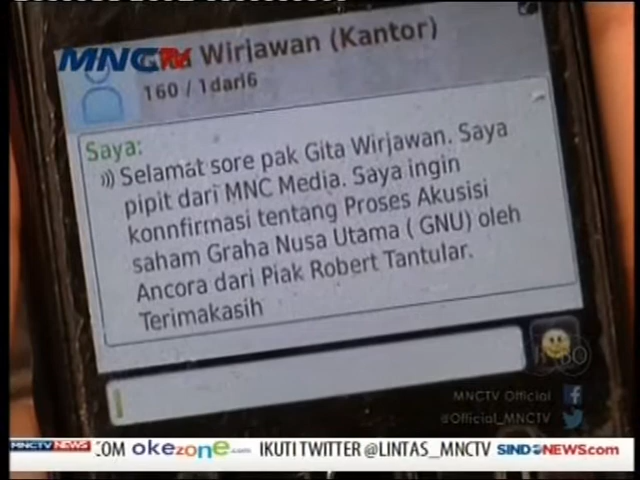 MNCTV
Wirjawan (Kantor)
160 / 1dari6
Saya:
Selamat sore pak Gita Wirjawan. Saya
pipit dari MNC Media. Saya ingin
konnfirmasi tentang Proses Akusisi
saham Graha Nusa Utama ( GNU) oleh
Ancora dari Piak Robert Tantular.
Terimakasih
MNCTV Official
@Official_MNCTV
MNCTV NEWS .COM okezone.com IKUTI TWITTER @LINTAS_MNCTV SINDONEWS.com